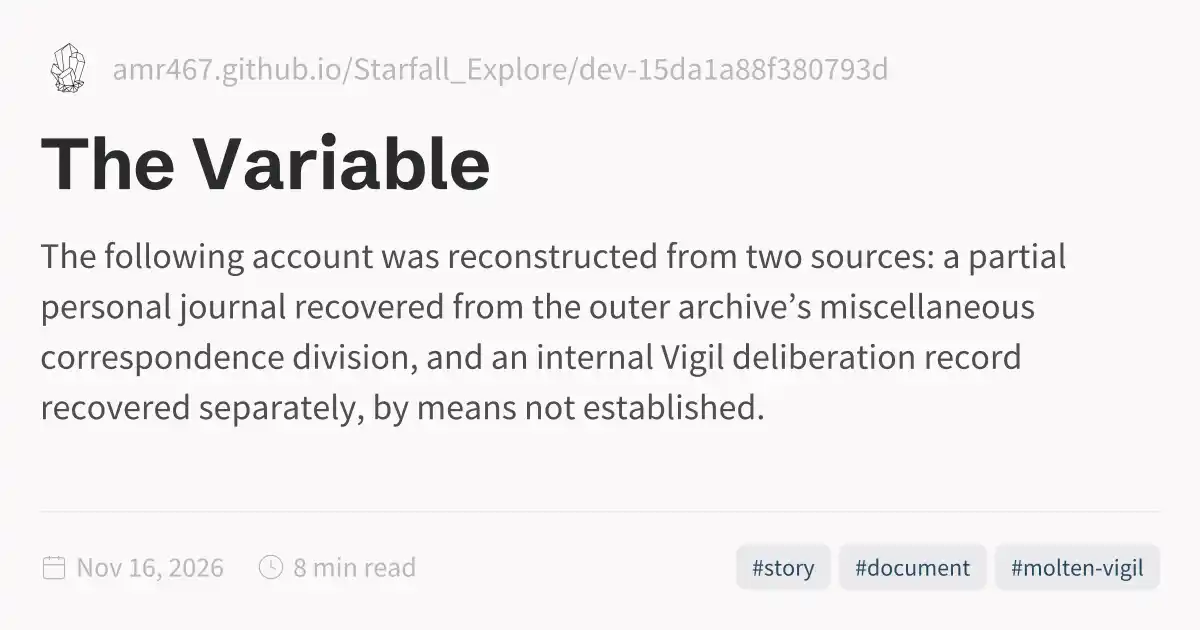 amr467.github.io/Starfall_Explore/dev-15da1a88f380793d
The Variable
The following account was reconstructed from two sources: a partial
personal journal recovered from the outer archive’s miscellaneous
correspondence division, and an internal Vigil deliberation record
recovered separately, by means not established.
Nov 16, 2026 8 min read #story #document #molten-vigil